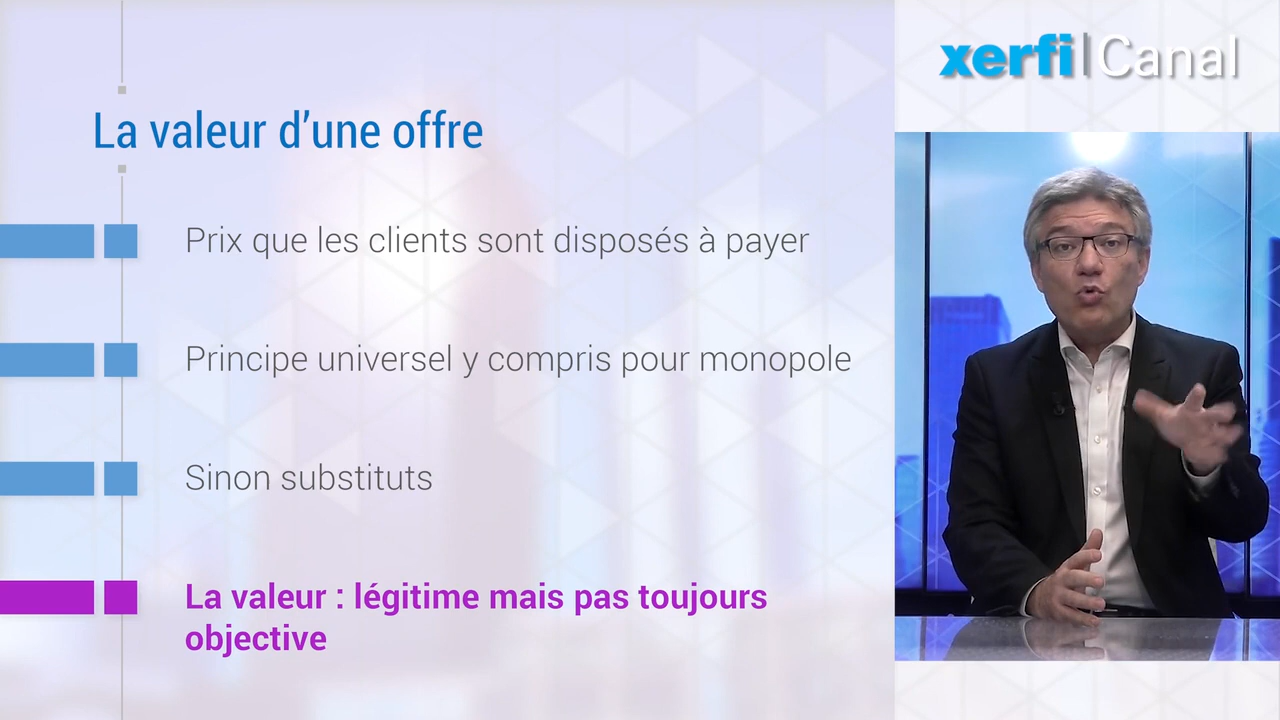 xerfi|Canal
La valeur d’une offre
Prix que les clients sont disposés à payer
Principe universel y compris pour monopole
Sinon substituts
La valeur : légitime mais pas toujours
objective